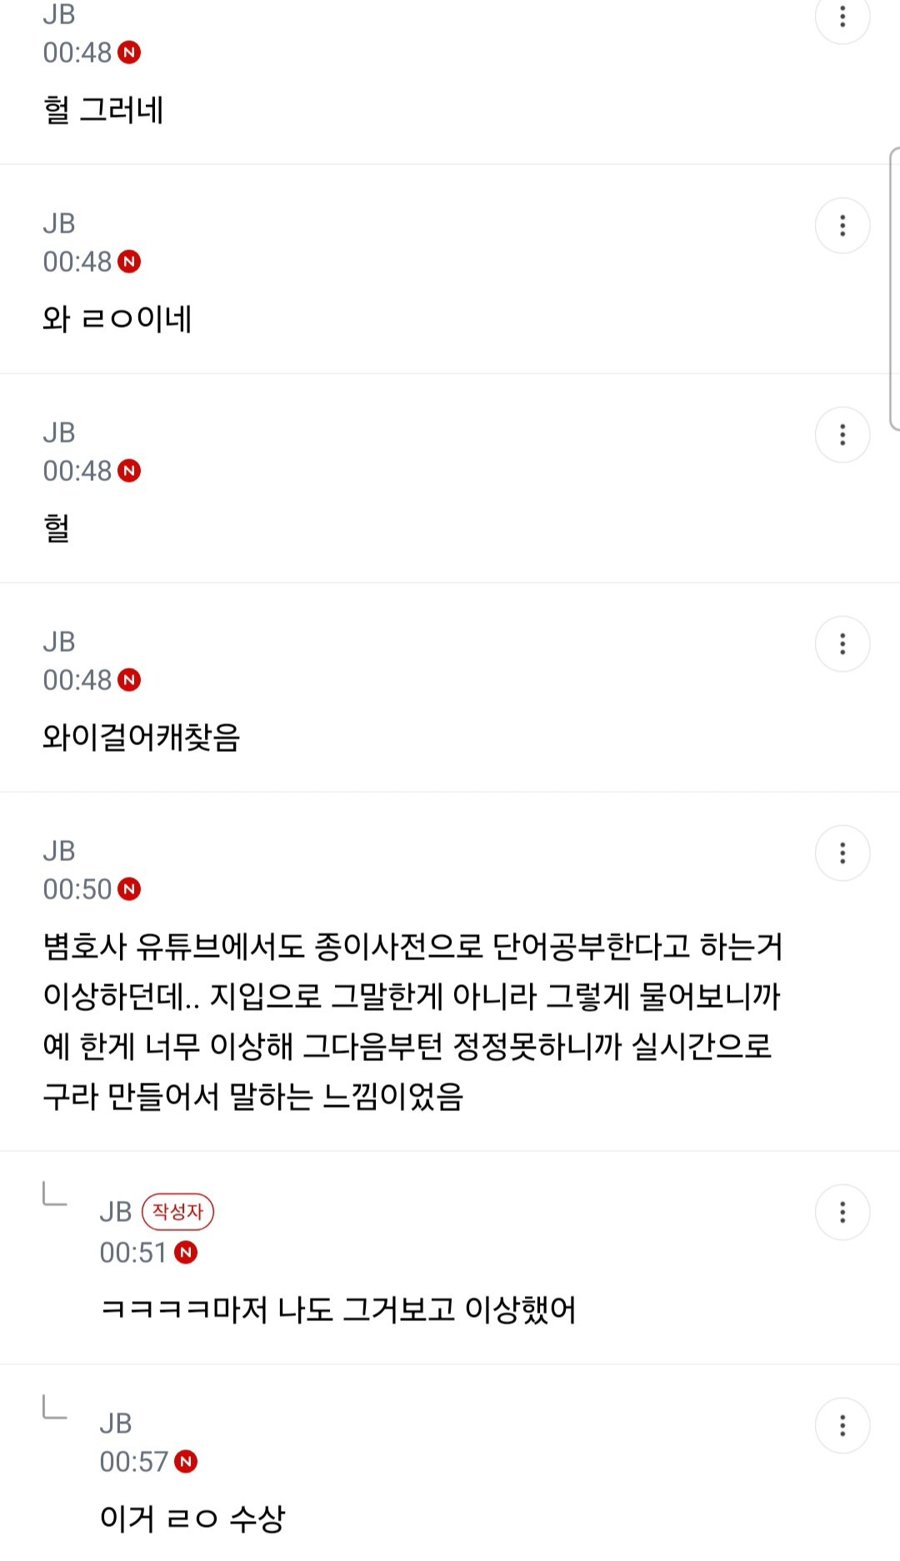 JB
00:48 N
헐 그러네
JB
00:48 N
와 ㄹㅇ이네
JB
00:48 N
헐
JB
00:48 N
와이걸어캐찾음
JB
00:50 N
볌호사 유튜브에서도 종이사전으로 단어공부한다고 하는거
이상하던데.. 지입으로 그말한게 아니라 그렇게 물어보니까
예 한게 너무 이상해 그다음부턴 정정못하니까 실시간으로
구라 만들어서 말하는 느낌이었음
JB 작성자
00:51 N
ㅋㅋㅋㅋ마저 나도 그거보고 이상했어
JB
00:57 N
이거 ㄹㅇ 수상